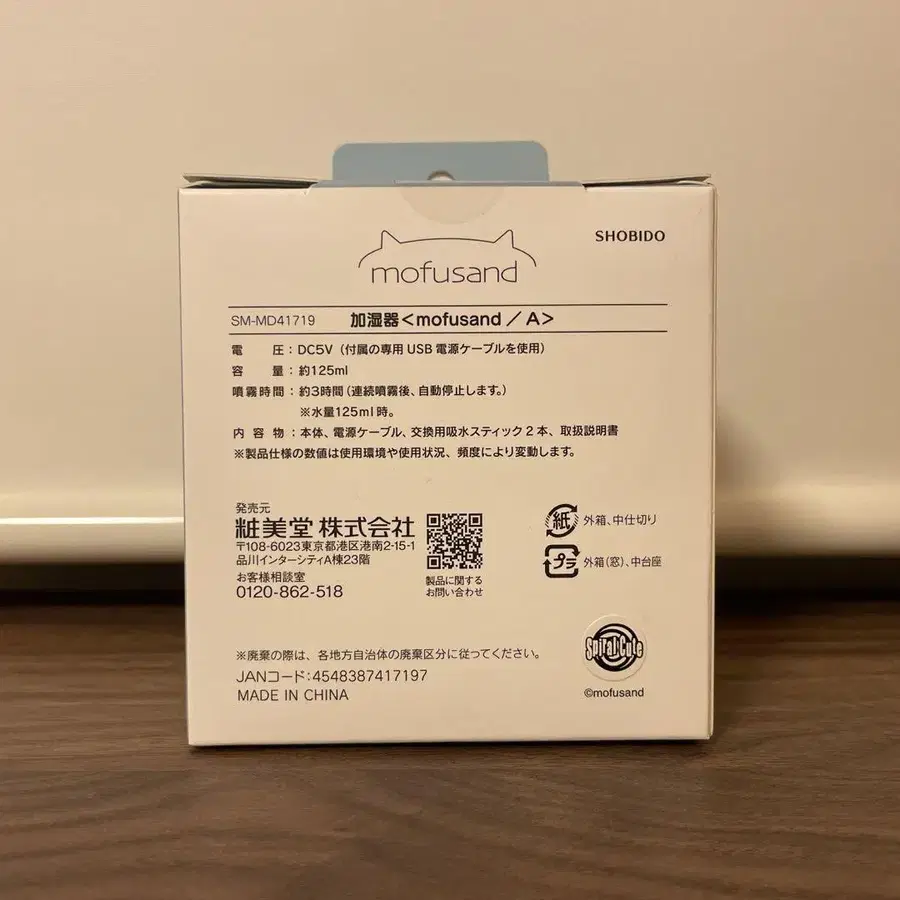 SHOBIDO
mofusand
SM-MD41719 加湿器<mofusand／A>
電圧：DC5V（付属の専用USB電源ケーブルを使用）
容量：約125ml
噴霧時間：約3時間（連続噴霧後、自動停止します。）
※水量125ml時。
内容物：本体、電源ケーブル、交換用吸水スティック2本、取扱説明書
※製品仕様の数値は使用環境や使用状況、頻度により変動します。
発売元
粧美堂 株式会社
〒108-6023東京都港区港南2-15-1
品川インターシティA棟23階
お客様相談室
0120-862-518
製品に関する
お問い合わせ
紙 外箱、中仕切り
プラ 外箱（窓）、中台座
※廃棄の際は、各地方自治体の廃棄区分に従ってください。
JANコード：4548387417197
MADE IN CHINA
Spiral Cute
©mofusand